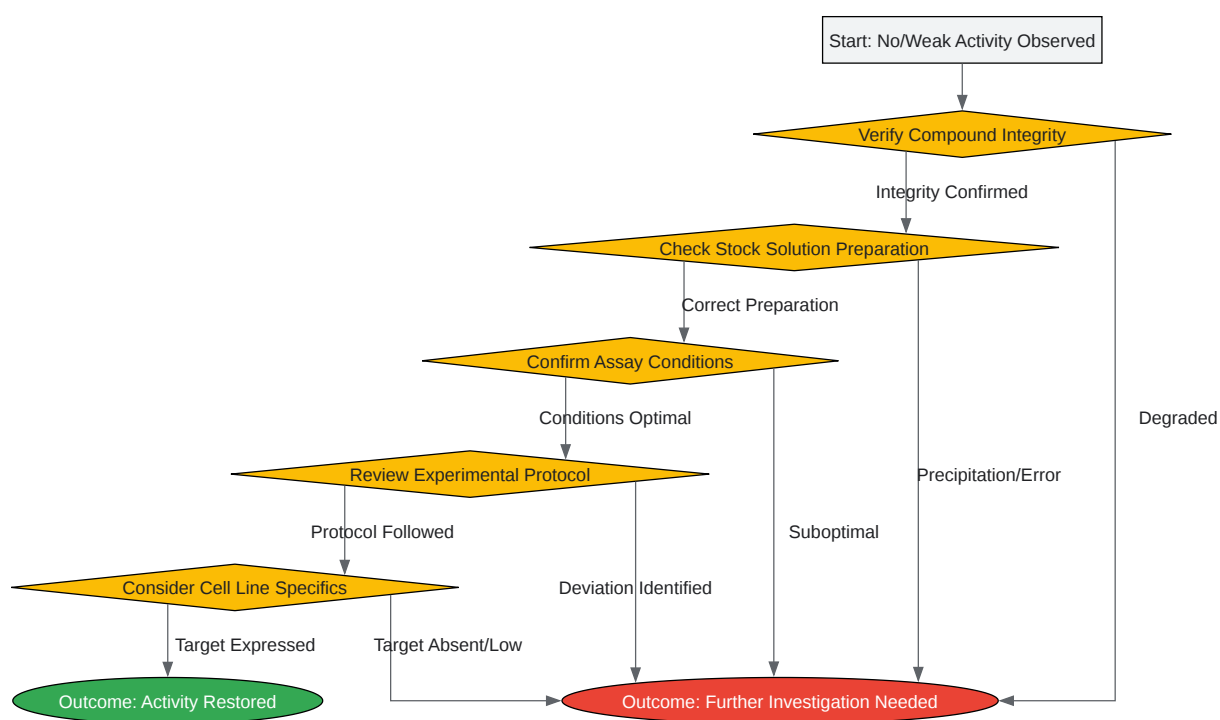 Start: No/Weak Activity Observed
Verify Compound Integrity
Integrity Confirmed
Check Stock Solution Preparation
Correct Preparation
Confirm Assay Conditions
Conditions Optimal
Degraded
Review Experimental Protocol
Precipitation/Error
Protocol Followed
Suboptimal
Consider Cell Line Specifics
Deviation Identified
Target Expressed
Target Absent/Low
Outcome: Activity Restored
Outcome: Further Investigation Needed